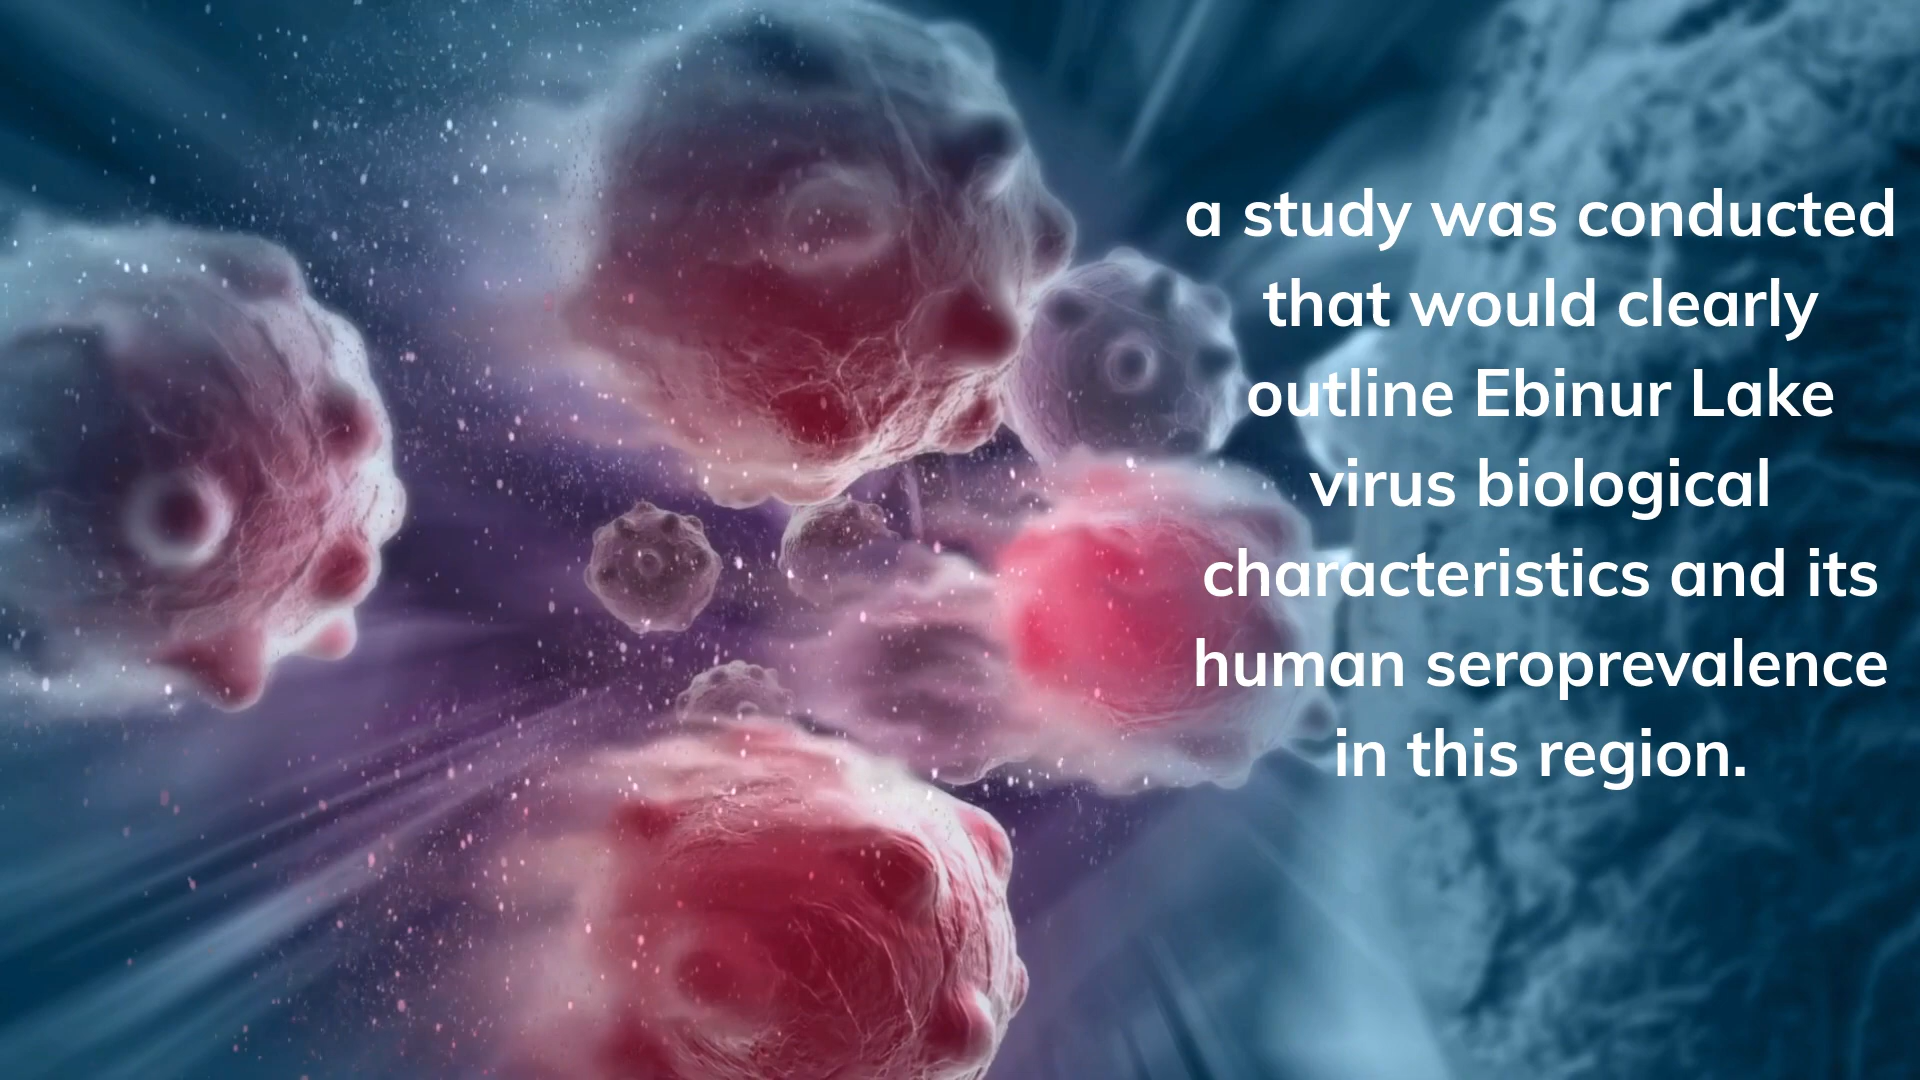 a study was conducted
that would clearly
outline Ebinur Lake
virus biological
characteristics and its
human seroprevalence
in this region.